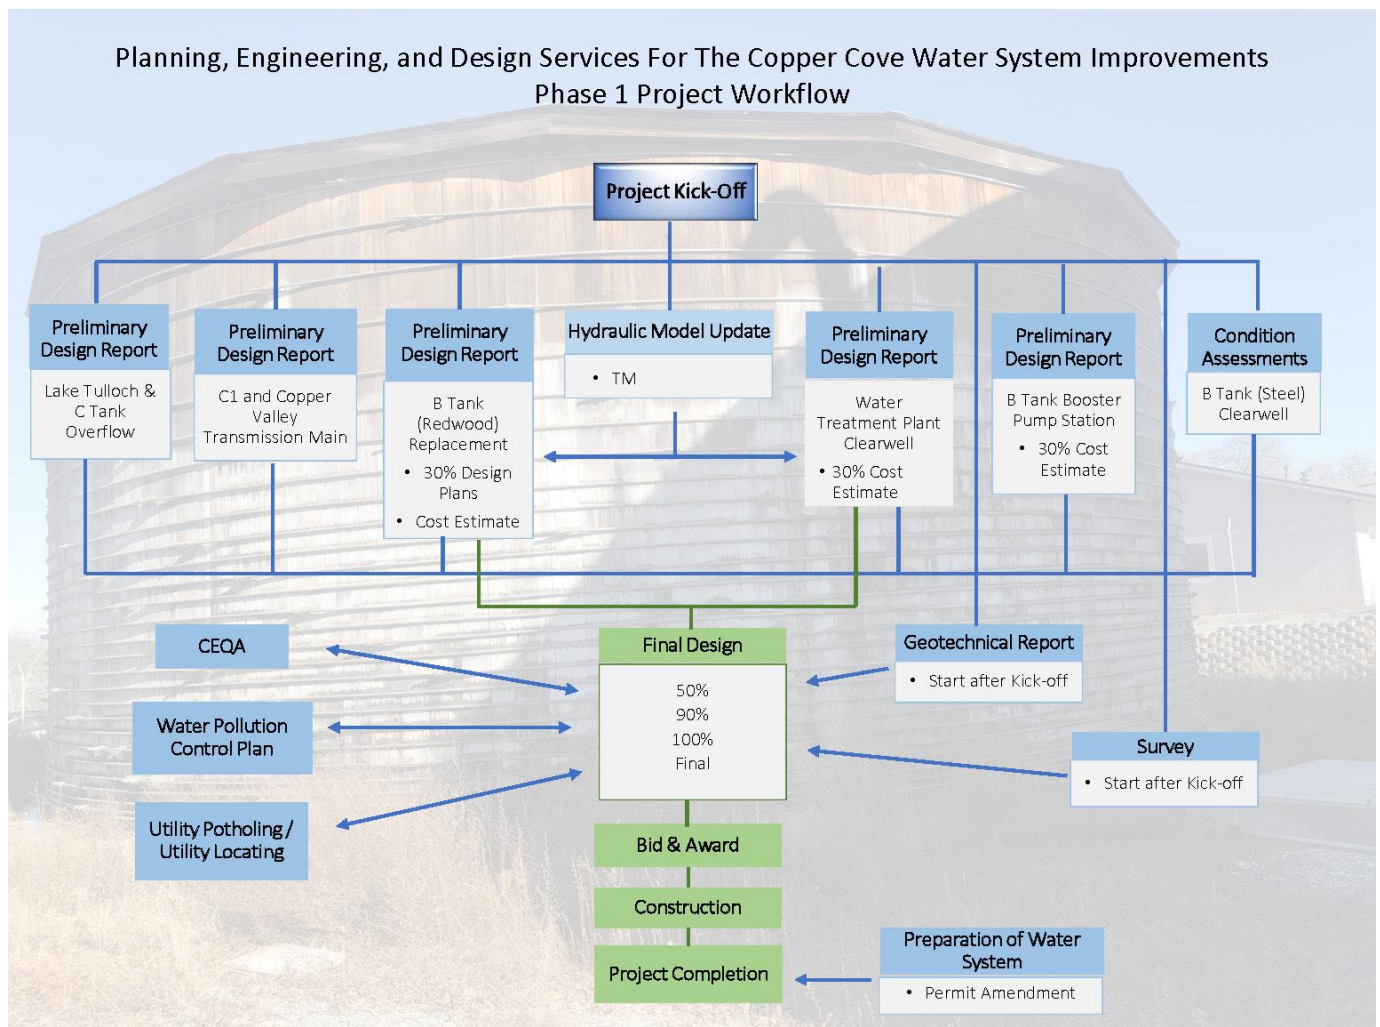 Planning, Engineering, and Design Services For The Copper Cove Water System Improvements
Phase 1 Project Workflow
Project Kick-Off
Preliminary
Design Report
Lake Tulloch &
C Tank
Overflow
Preliminary
Design Report
C1 and Copper
Valley
Transmission Main
Preliminary
Design Report
B Tank
(Redwood)
Replacement
• 30% Design
Plans
• Cost Estimate
Hydraulic Model Update
• TM
Preliminary
Design Report
Water
Treatment Plant
Clearwell
• 30% Cost
Estimate
Preliminary
Design Report
B Tank Booster
Pump Station
• 30% Cost
Estimate
Condition
Assessments
B Tank (Steel)
Clearwell
CEQA
Water Pollution
Control Plan
Utility Potholing /
Utility Locating
Final Design
50%
90%
100%
Final
Geotechnical Report
• Start after Kick-off
Survey
• Start after Kick-off
Bid & Award
Construction
Project Completion
Preparation of Water
System
• Permit Amendment